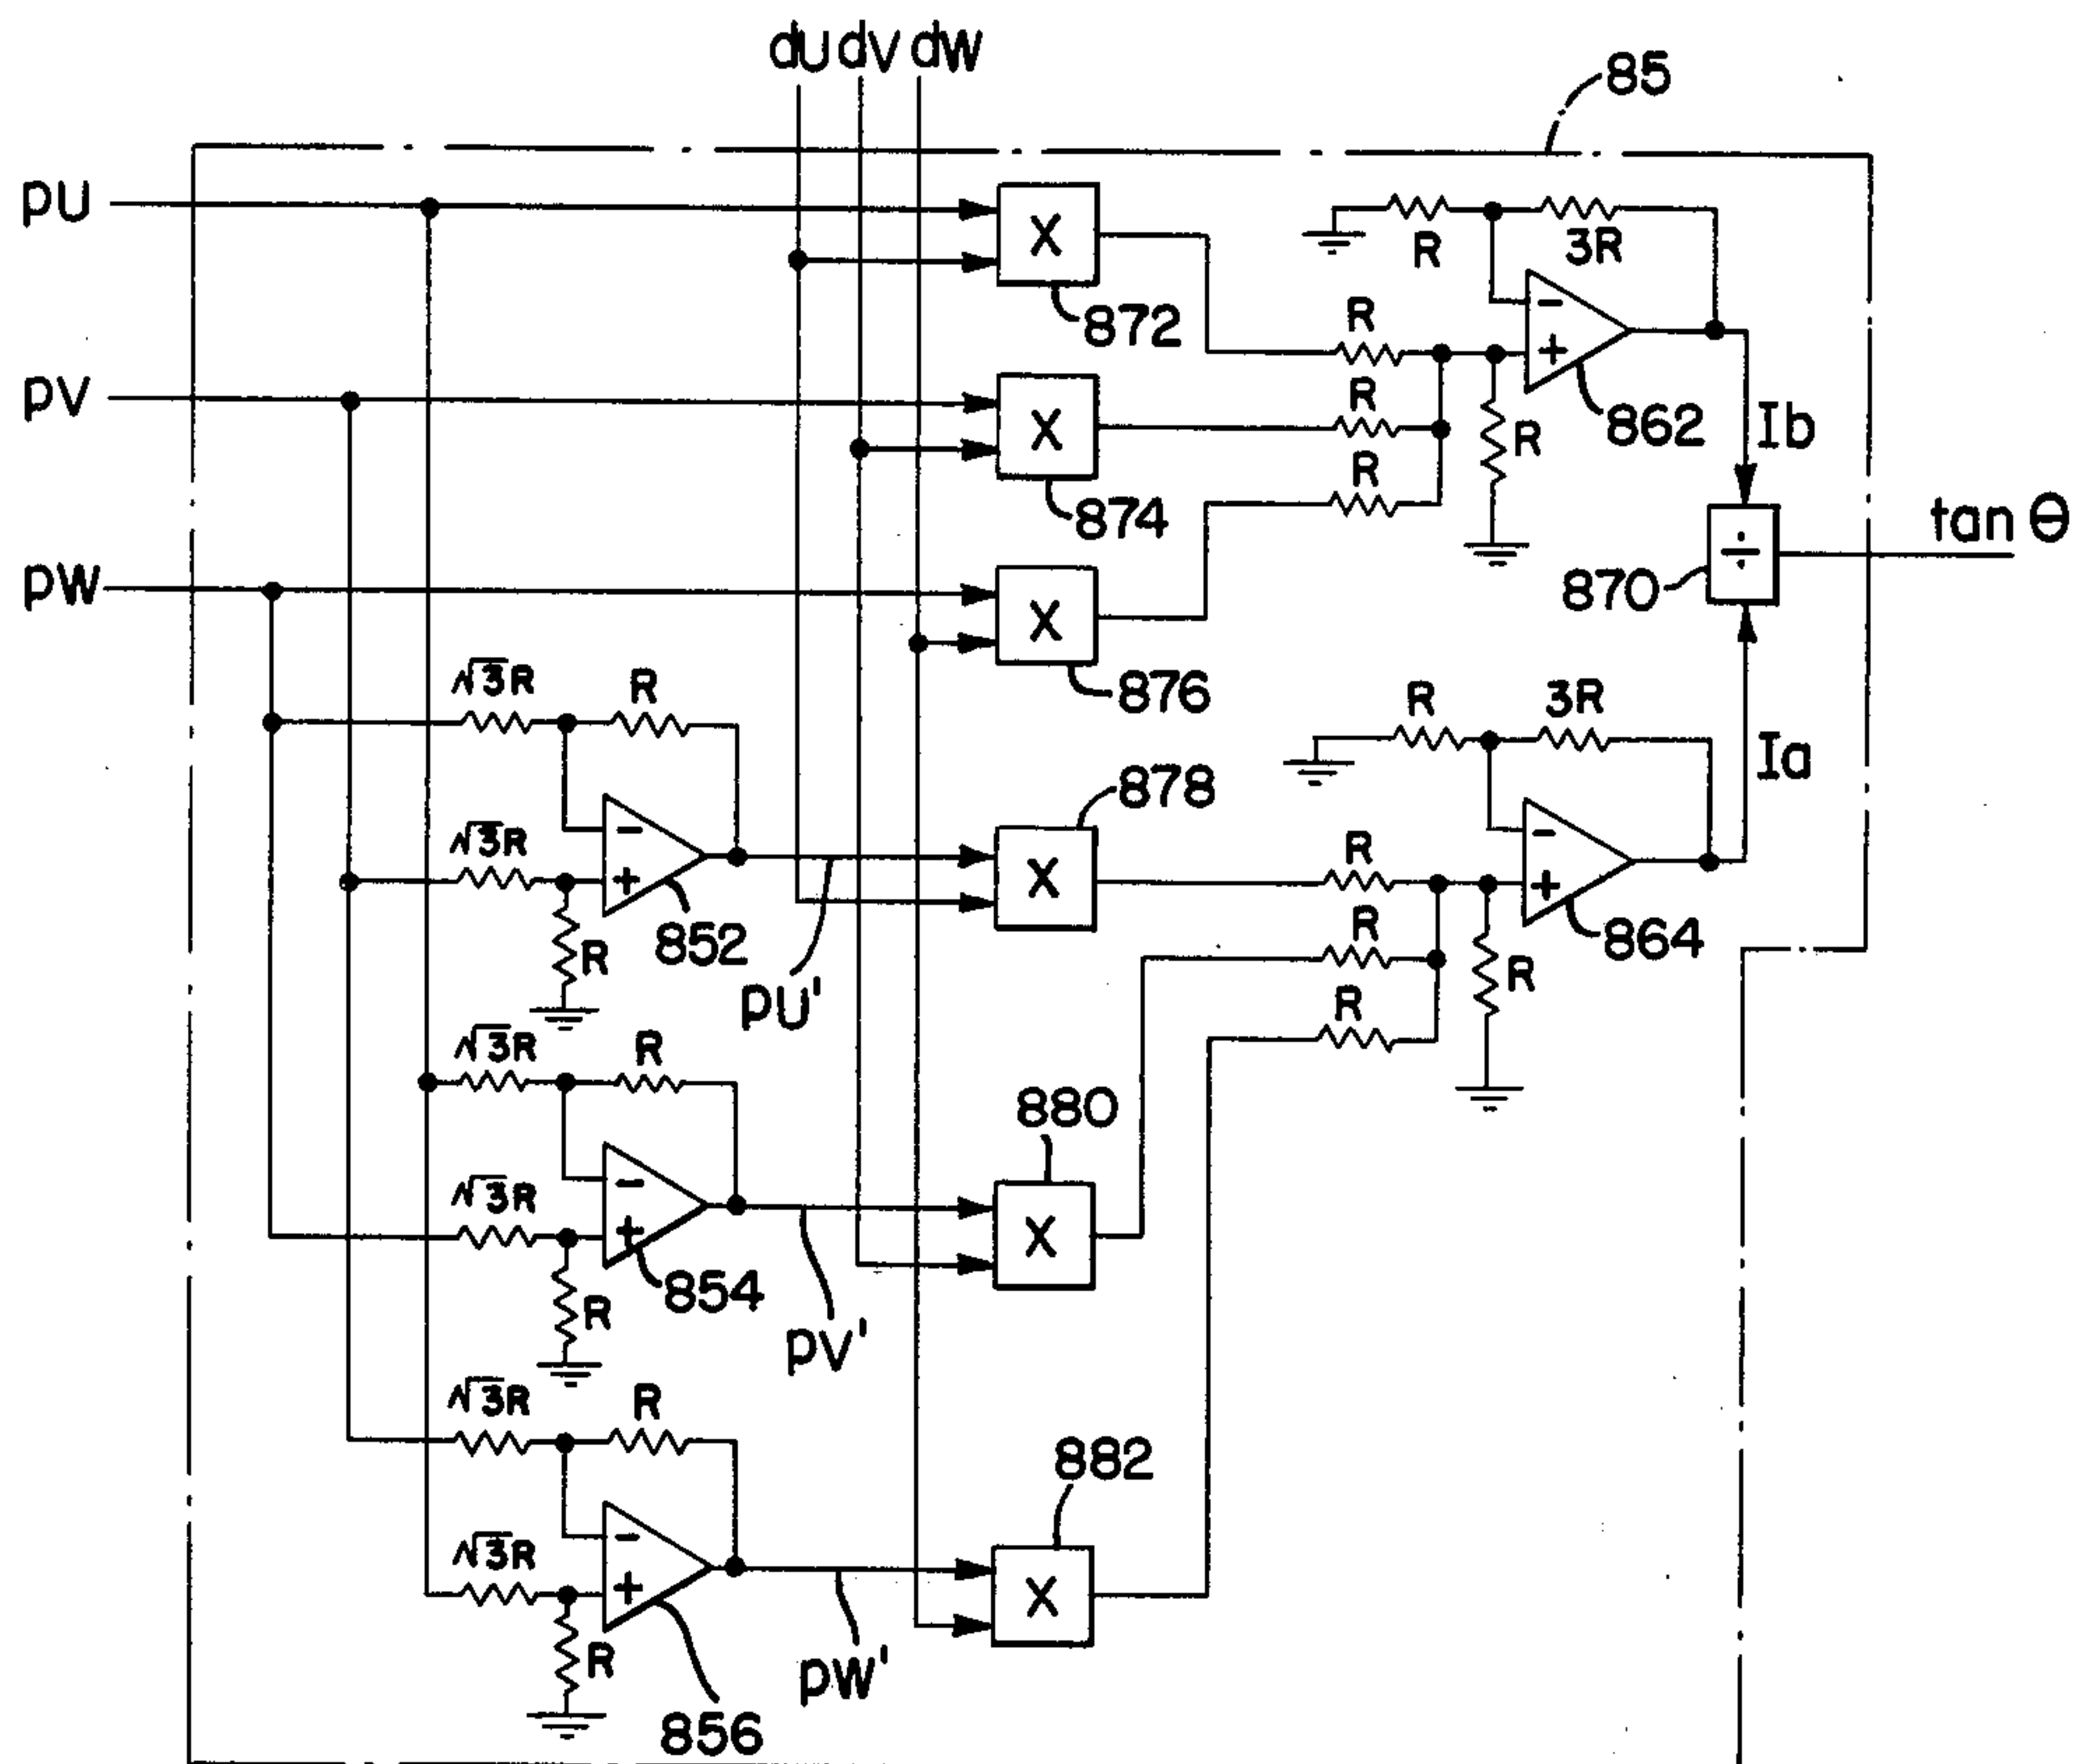 dU dV dW
85
pU
X
R
3R
872
R
−
+
862
pV
X
R
R
R
Ib
874
tan θ
÷
870
pW
X
876
√3R
R
R
3R
Ia
878
−
+
864
√3R
−
+
852
X
R
R
R
R
R
pU'
√3R
R
880
√3R
−
+
854
X
R
pV'
√3R
R
882
√3R
−
+
X
R
pW'
856